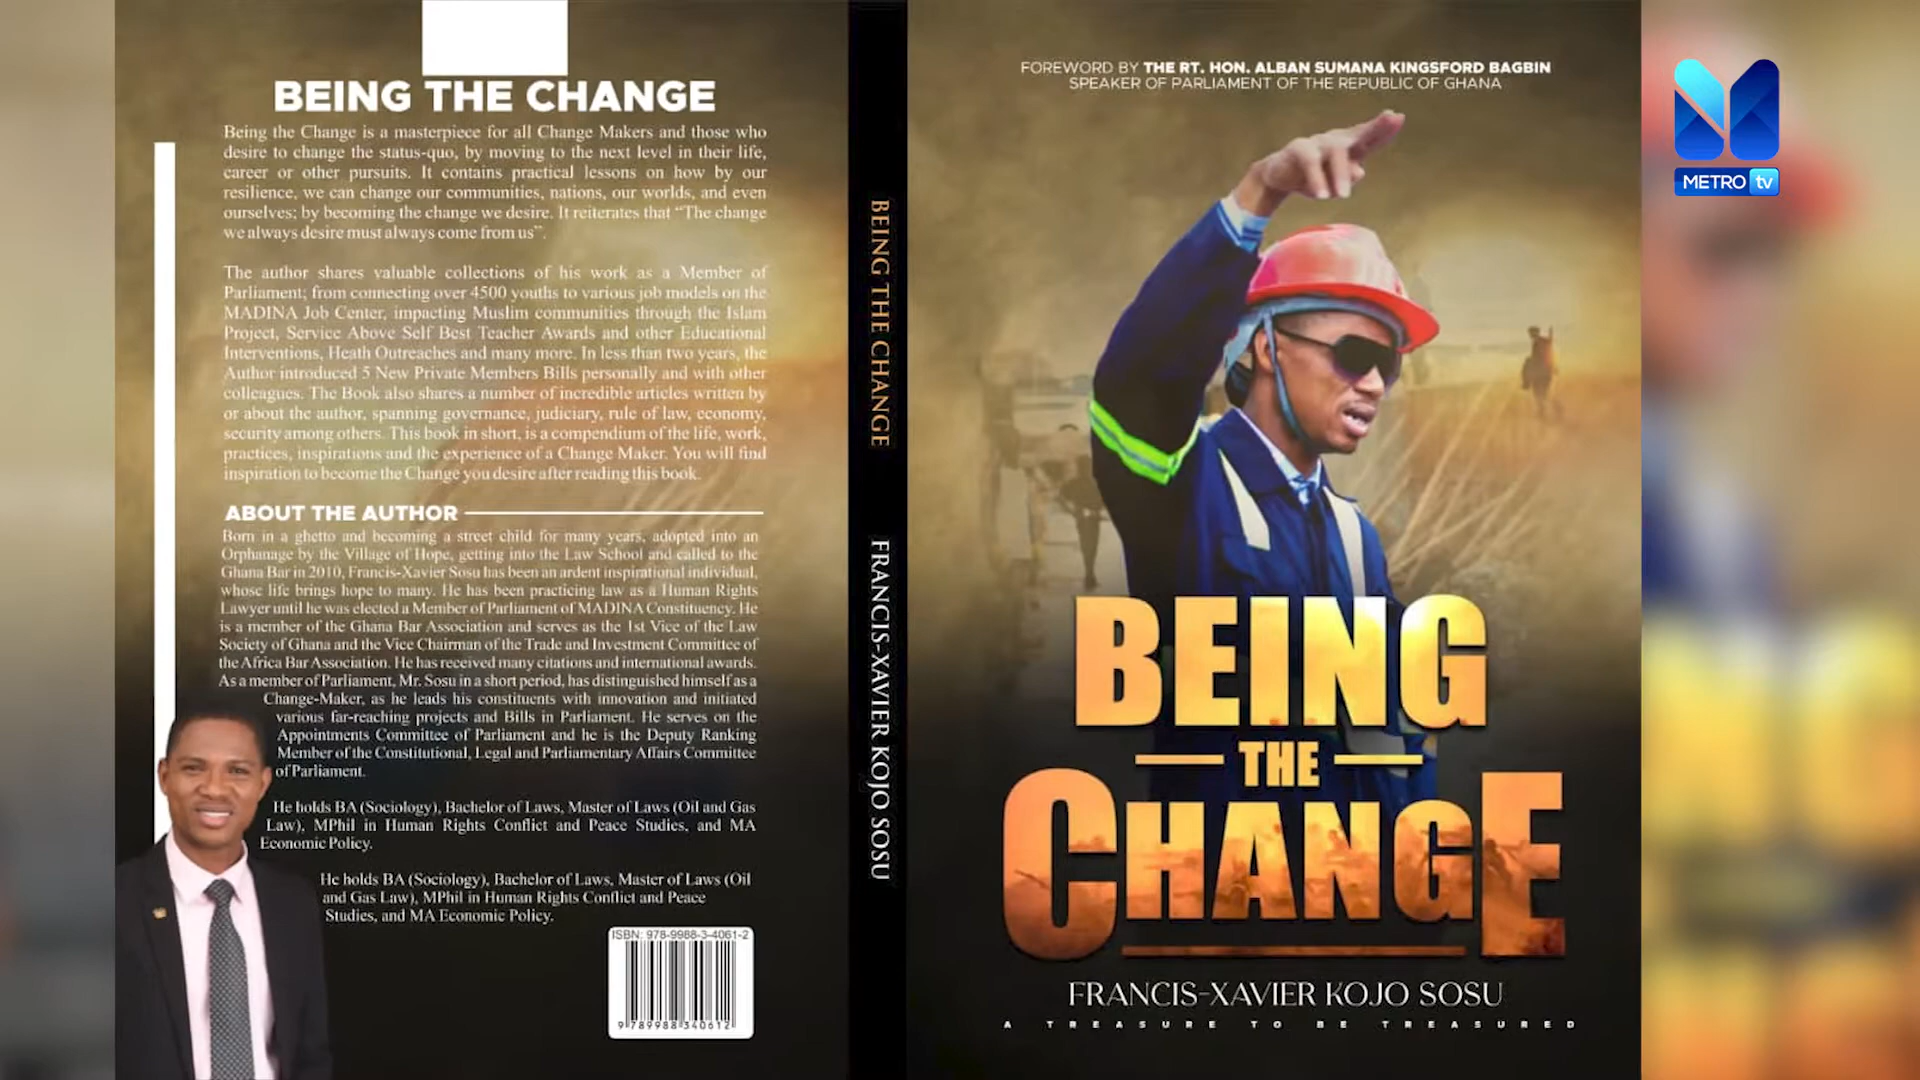 BEING THE CHANGE
Being the Change is a masterpiece for all Change Makers and those who
desire to change the status-quo, by moving to the next level in their life,
career or other pursuits. It contains practical lessons on how by our
resilience, we can change our communities, nations, our worlds, and even
ourselves; by becoming the change we desire. It reiterates that “The change
we always desire must always come from us”.
The author shares valuable collections of his work as a Member of
Parliament; from connecting over 4500 youths to various job models on the
MADINA Job Center, impacting Muslim communities through the Islam
Project, Service Above Self Best Teacher Awards and other Educational
Interventions, Heath Outreaches and many more. In less than two years, the
Author introduced 5 New Private Members Bills personally and with other
colleagues. The Book also shares a number of incredible articles written by
or about the author, spanning governance, judiciary, rule of law, economy,
security among others. This book in short, is a compendium of the life, work,
practices, inspirations and the experience of a Change Maker. You will find
inspiration to become the Change you desire after reading this book.
ABOUT THE AUTHOR
Born in a ghetto and becoming a street child for many years, adopted into an
Orphanage by the Village of Hope, getting into the Law School and called to the
Ghana Bar in 2010, Francis-Xavier Sosu has been an ardent inspirational individual,
whose life brings hope to many. He has been practicing law as a Human Rights
Lawyer until he was elected a Member of Parliament of MADINA Constituency. He
is a member of the Ghana Bar Association and serves as the 1st Vice of the Law
Society of Ghana and the Vice Chairman of the Trade and Investment Committee of
the Africa Bar Association. He has received many citations and international awards.
As a member of Parliament, Mr. Sosu in a short period, has distinguished himself as a
Change-Maker, as he leads his constituents with innovation and initiated
various far-reaching projects and Bills in Parliament. He serves on the
Appointments Committee of Parliament and he is the Deputy Ranking
Member of the Constitutional, Legal and Parliamentary Affairs Committee
of Parliament.
He holds BA (Sociology), Bachelor of Laws, Master of Laws (Oil and Gas
Law), MPhil in Human Rights Conflict and Peace Studies, and MA
Economic Policy.
He holds BA (Sociology), Bachelor of Laws, Master of Laws (Oil
and Gas Law), MPhil in Human Rights Conflict and Peace
Studies, and MA Economic Policy.
ISBN: 978-9988-3-4061-2
9 789988 340612
BEING THE CHANGE
FRANCIS-XAVIER KOJO SOSU
FOREWORD BY THE RT. HON. ALBAN SUMANA KINGSFORD BAGBIN
SPEAKER OF PARLIAMENT OF THE REPUBLIC OF GHANA
BEING
THE
CHANGE
FRANCIS-XAVIER KOJO SOSU
A TREASURE TO BE TREASURED
METRO tv